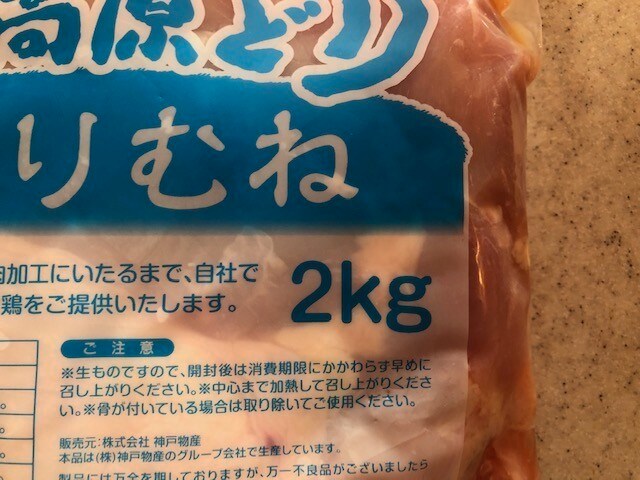 高原どり
りむね
肉加工にいたるまで、自社で
鶏をご提供いたします。
2kg
ご注意
※生ものですので、開封後は消費期限にかかわらず早めに
召し上がりください。※中心まで加熱して召し上がりくださ
い。※骨が付いている場合は取り除いてご使用ください。
販売元:株式会社 神戸物産
本品は(株)神戸物産のグループ会社で生産しています。
製品には万全を期しておりますが、万一不良品がございましたら